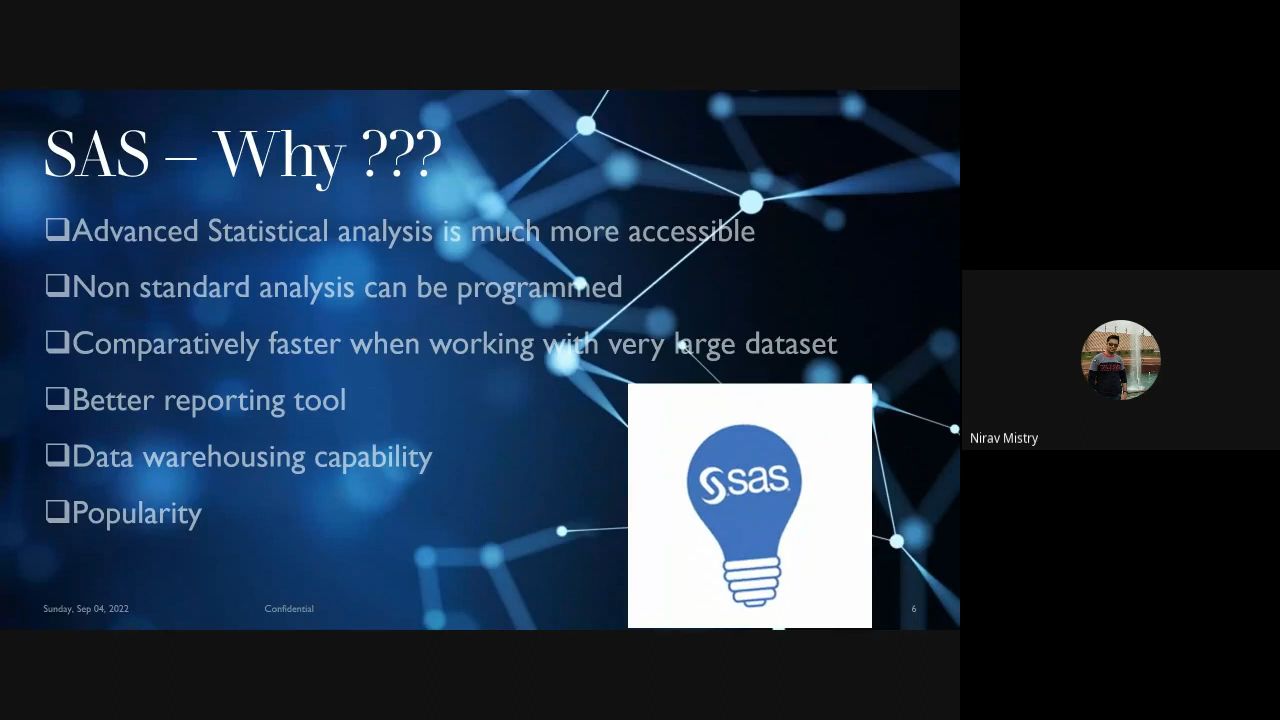 SAS – Why ???
❑Advanced Statistical analysis is much more accessible
❑Non standard analysis can be programmed
❑Comparatively faster when working with very large dataset
❑Better reporting tool
❑Data warehousing capability
❑Popularity
sas
Sunday, Sep 04, 2022
Confidential
6
Nirav Mistry